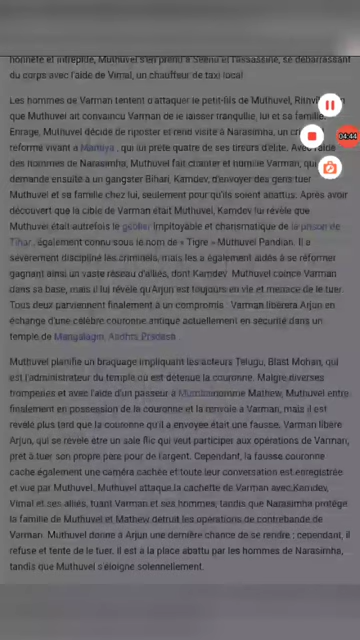 honnête et intrépide, Muthuvel s'en prend à Seenu et l'assassine, se débarrassant
du corps avec l'aide de Vimal, un chauffeur de taxi local.
Les hommes de Varman tentent d'attaquer le petit-fils de Muthuvel,
que Muthuvel ait convaincu Varman de le laisser tranquille, lui et sa famille.
Enragé, Muthuvel décide de riposter et rend visite à Narasimha, un
réformé vivant à Mandya, qui lui prête quatre de ses tireurs d'élite. Avec l'aide
des hommes de Narasimha, Muthuvel fait chanter et humilie Varman, qui
demande ensuite à un gangster Bihari, Kamdev, d'envoyer des gens tuer
Muthuvel et sa famille chez lui, seulement pour qu'ils soient abattus. Après avoir
découvert que la cible de Varman était Muthuvel, Kamdev lui révèle que
Muthuvel était autrefois le geôlier impitoyable et charismatique de la prison de
Tihar, également connu sous le nom de « Tigre » Muthuvel Pandian. Il a
sévèrement discipliné les criminels, mais les a également aidés à se réformer
gagnant ainsi un vaste réseau d'alliés, dont Kamdev. Muthuvel coince Varman
dans sa base, mais il lui révèle qu'Arjun est toujours en vie et menace de le tuer.
Tous deux parviennent finalement à un compromis : Varman libérera Arjun en
échange d'une célèbre couronne antique actuellement en sécurité dans un
temple de Mangalagiri, Andhra Pradesh.
Muthuvel planifie un braquage impliquant les acteurs Telugu, Blast Mohan, qui
est l'administrateur du temple où est détenue la couronne. Malgré diverses
tromperies et avec l'aide d'un passeur à Mumbainomme Mathew, Muthuvel entre
finalement en possession de la couronne et la renvoie à Varman, mais il est
révélé plus tard que la couronne qu'il a envoyée était une fausse. Varman libère
Arjun, qui se révèle être un sale flic qui veut participer aux opérations de Varman,
prêt à tuer son propre père pour de l'argent. Cependant, la fausse couronne
cache également une caméra cachée et toute leur conversation est enregistrée
et vue par Muthuvel. Muthuvel attaque la cachette de Varman avec Kamdev,
Vimal et ses alliés, tuant Varman et ses hommes, tandis que Narasimha protège
la famille de Muthuvel et Mathew détruit les opérations de contrebande de
Varman. Muthuvel donne à Arjun une dernière chance de se rendre ; cependant, il
refuse et tente de le tuer. Il est à la place abattu par les hommes de Narasimha,
tandis que Muthuvel s'éloigne solennellement.
04:44